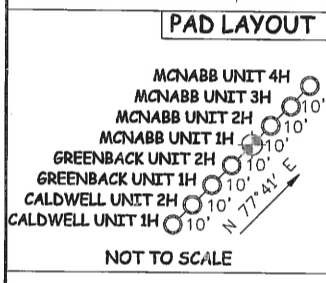 PAD LAYOUT
MCNABB UNIT 4H
MCNABB UNIT 3H
MCNABB UNIT 2H
MCNABB UNIT 1H
GREENBACK UNIT 2H
GREENBACK UNIT 1H
CALDWELL UNIT 2H
CALDWELL UNIT 1H
10'
10'
10'
10'
10'
10'
10'
N 77°41' E
NOT TO SCALE